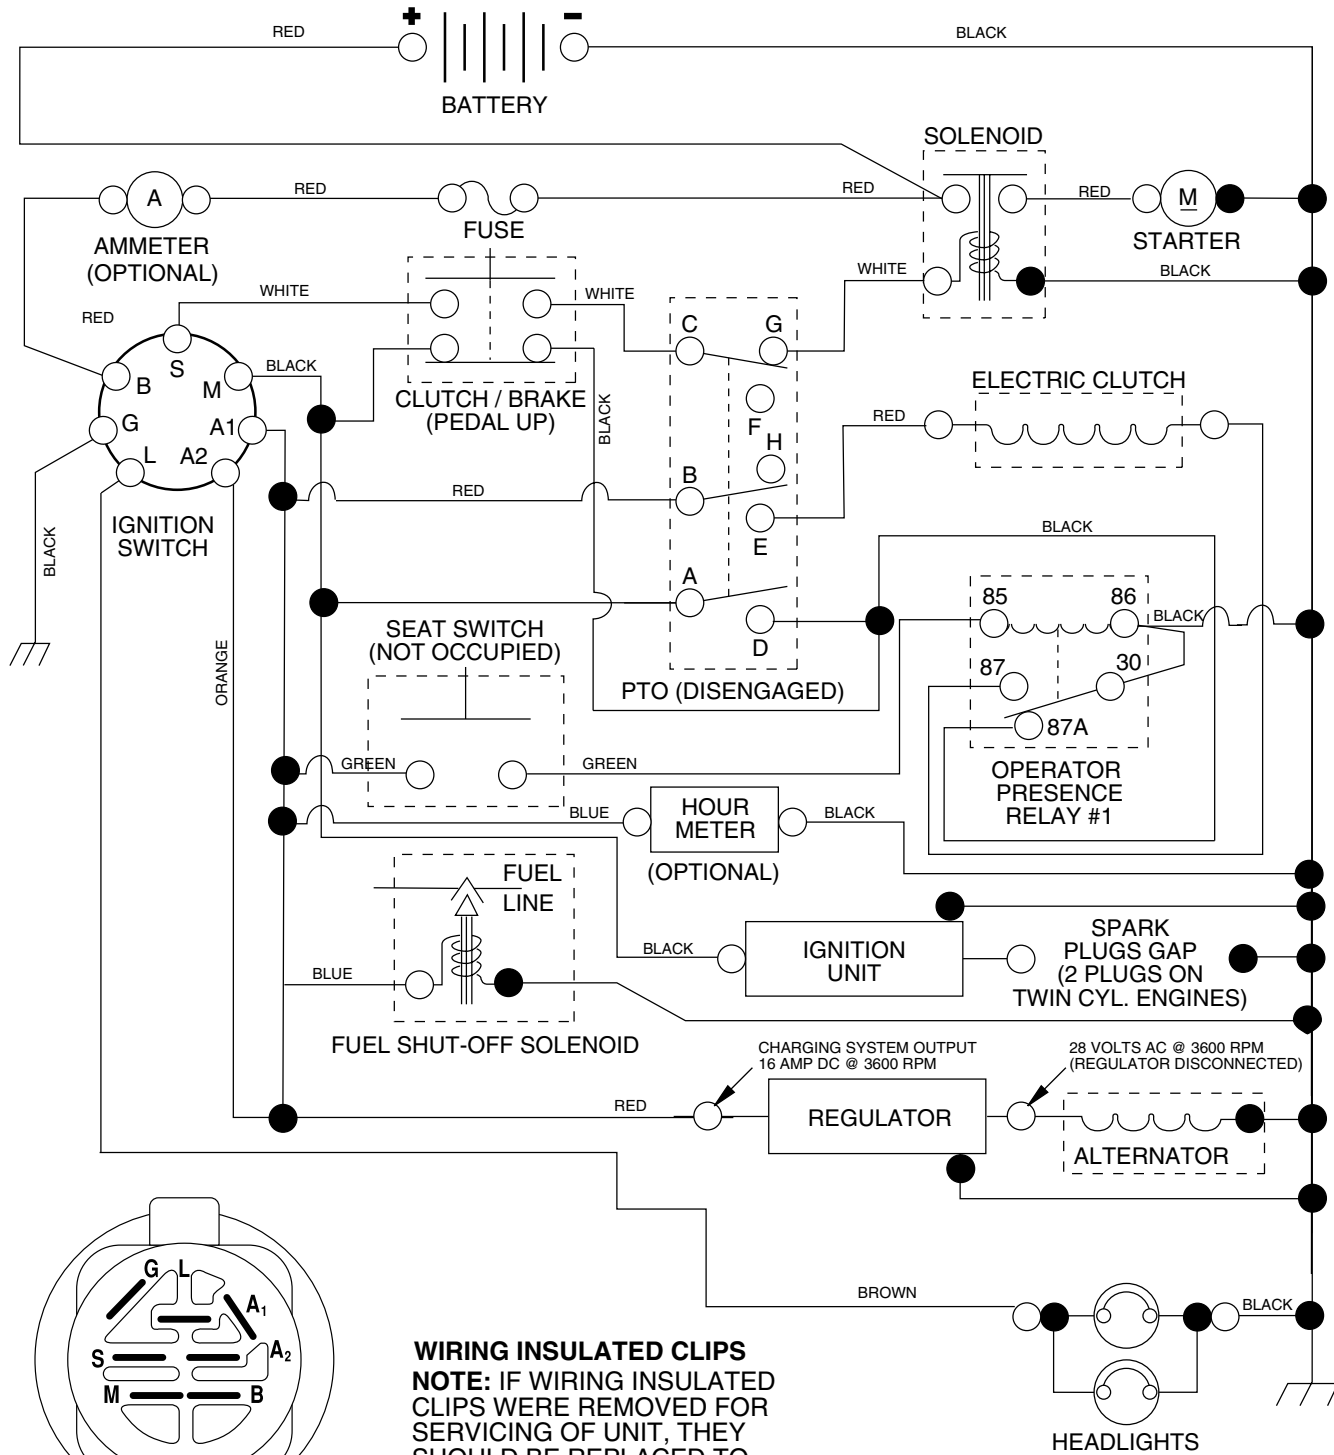 RED
+
-
BLACK
BATTERY
SOLENOID
A
RED
RED
RED
M
FUSE
STARTER
AMMETER
(OPTIONAL)
WHITE
BLACK
WHITE
WHITE
RED
C
G
S
B
M
BLACK
CLUTCH / BRAKE
(PEDAL UP)
BLACK
ELECTRIC CLUTCH
F
RED
G
A1
H
L
A2
B
RED
IGNITION
SWITCH
E
BLACK
BLACK
A
85
86
BLACK
SEAT SWITCH
(NOT OCCUPIED)
D
ORANGE
87
30
PTO (DISENGAGED)
87A
GREEN
GREEN
OPERATOR
PRESENCE
RELAY #1
BLUE
HOUR
METER
BLACK
(OPTIONAL)
FUEL
LINE
BLACK
IGNITION
UNIT
SPARK
PLUGS GAP
(2 PLUGS ON
TWIN CYL. ENGINES)
BLUE
FUEL SHUT-OFF SOLENOID
CHARGING SYSTEM OUTPUT
16 AMP DC @ 3600 RPM
28 VOLTS AC @ 3600 RPM
(REGULATOR DISCONNECTED)
RED
REGULATOR
ALTERNATOR
G
L
A1
S
A2
M
B
BROWN
BLACK
HEADLIGHTS
WIRING INSULATED CLIPS
NOTE: IF WIRING INSULATED
CLIPS WERE REMOVED FOR
SERVICING OF UNIT, THEY
SHOULD BE REPLACED TO